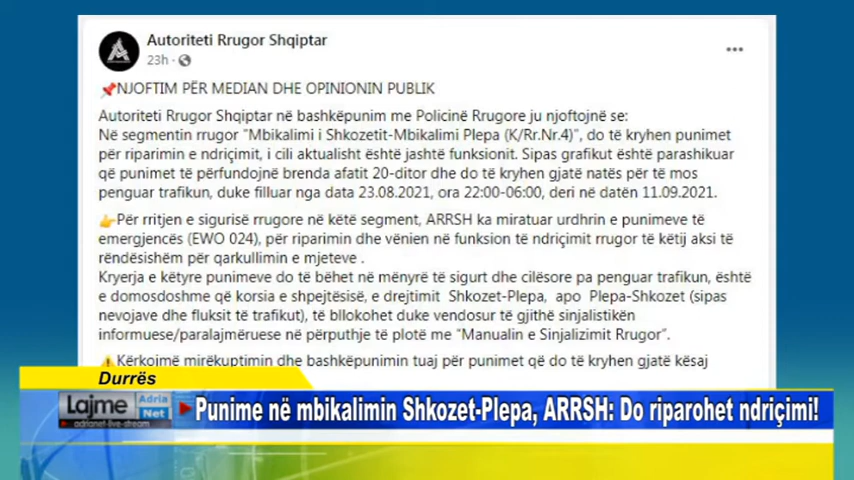 Autoriteti Rrugor Shqiptar
23h
NJOFTIM PËR MEDIAN DHE OPINIONIN PUBLIK
Autoriteti Rrugor Shqiptar në bashkëpunim me Policinë Rrugore ju njoftojnë se:
Në segmentin rrugor "Mbikalimi i Shkozetit-Mbikalimi Plepa (K/Rr.Nr.4)", do të kryhen punimet
për riparimin e ndriçimit, i cili aktualisht është jashtë funksionit. Sipas grafikut është parashikuar
që punimet të përfundojnë brenda afatit 20-ditor dhe do të kryhen gjatë natës për të mos
penguar trafikun, duke filluar nga data 23.08.2021, ora 22:00-06:00, deri në datën 11.09.2021.
Për rritjen e sigurisë rrugore në këtë segment, ARRSH ka miratuar urdhrin e punimeve të
emergjencës (EWO 024), për riparimin dhe vënien në funksion të ndriçimit rrugor të këtij aksi të
rëndësishëm për qarkullimin e mjeteve .
Kryerja e këtyre punimeve do të bëhet në mënyrë të sigurt dhe cilësore pa penguar trafikun, është
e domosdoshme që korsia e shpejtësisë, e drejtimit Shkozet-Plepa, apo Plepa-Shkozet (sipas
nevojave dhe fluksit të trafikut), të bllokohet duke vendosur të gjithë sinjalistikën
informuese/paralajmëruese në përputhje të plotë me "Manualin e Sinjalizimit Rrugor".
Kërkojmë mirëkuptimin dhe bashkëpunimin tuaj për punimet që do të kryhen gjatë kësaj
Durrës
Lajme Adria Net
adrianet-live-stream
Punime në mbikalimin Shkozet-Plepa, ARRSH: Do riparohet ndriçimi!